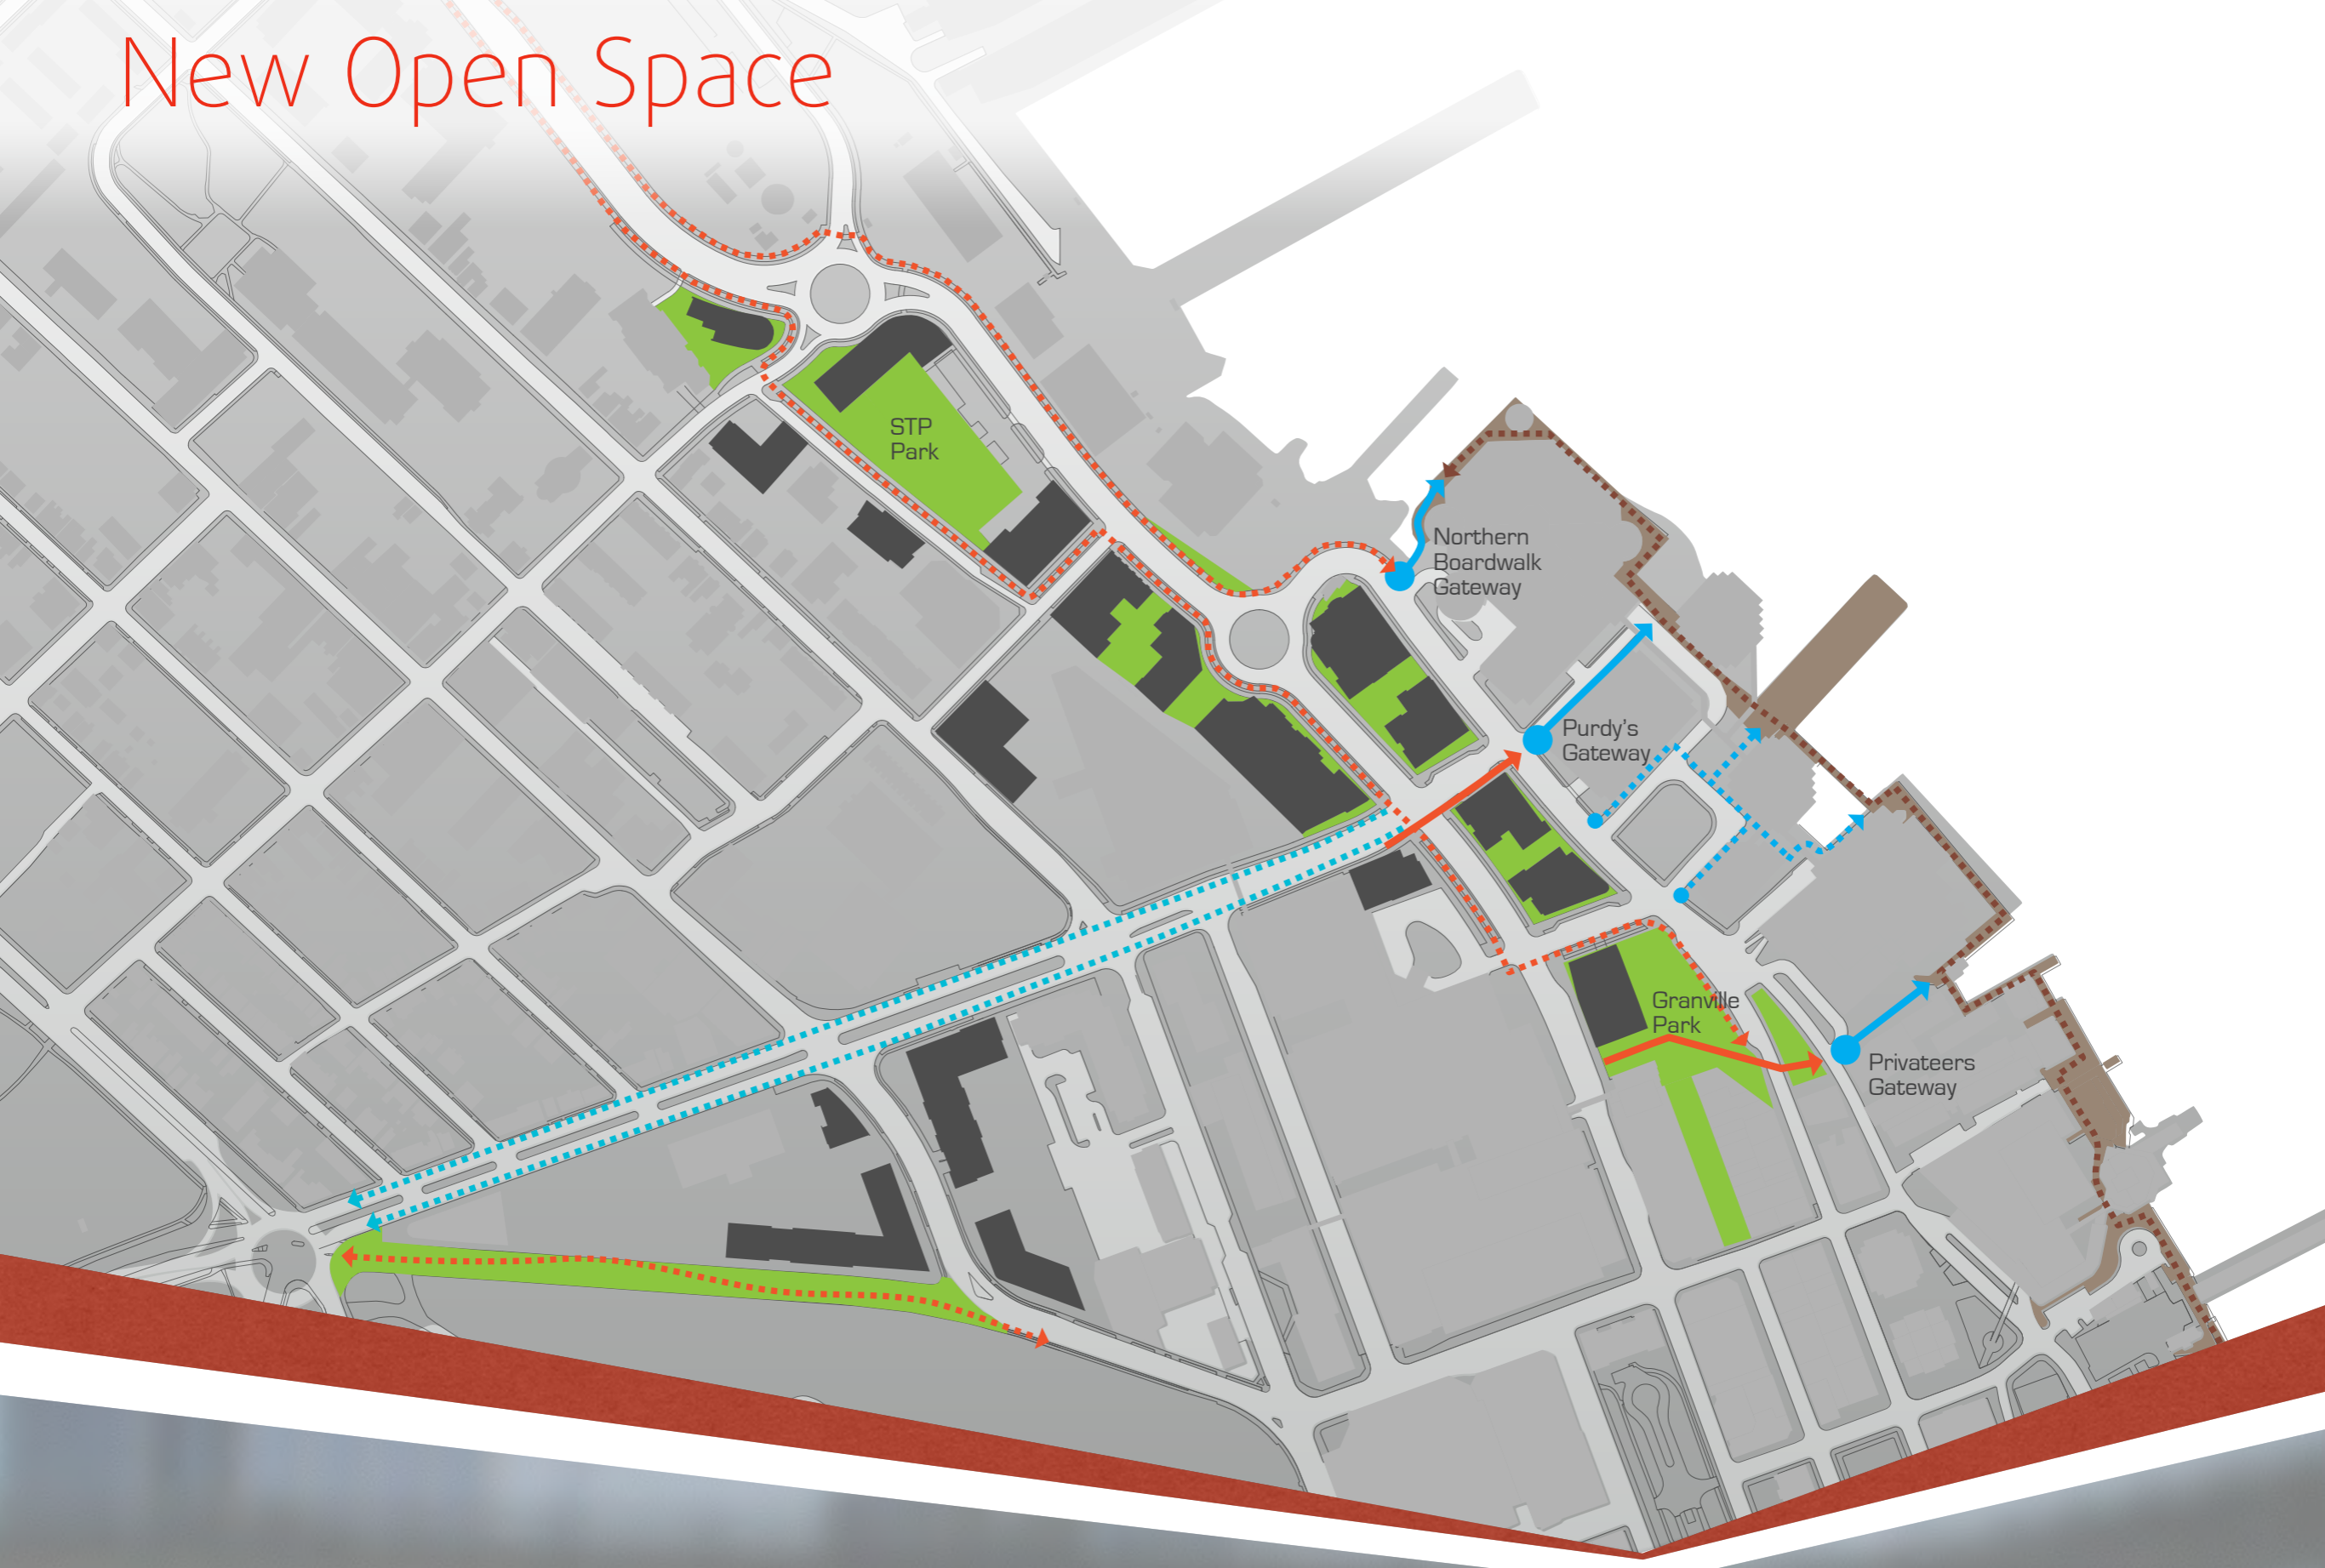 New Open Space
STP
Park
Northern
Boardwalk
Gateway
Purdy's
Gateway
Granville
Park
Privateers
Gateway